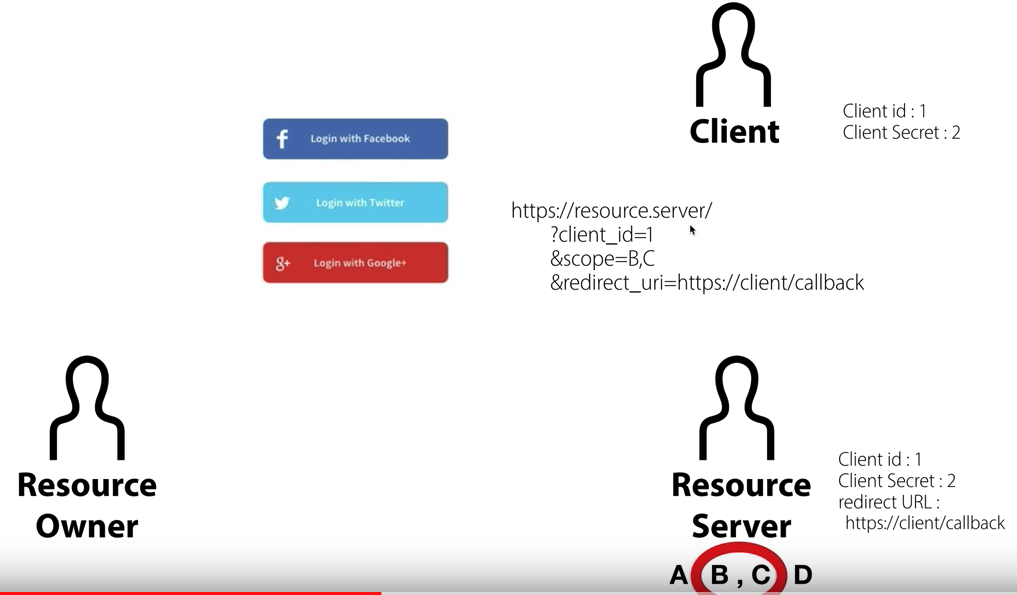 Client
Client id : 1
Client Secret : 2
f Login with Facebook
Login with Twitter
g+ Login with Google+
https://resource.server/
?client_id=1
&scope=B,C
&redirect_uri=https://client/callback
Resource
Owner
Resource
Server
Client id : 1
Client Secret : 2
redirect URL :
https://client/callback
A B , C D